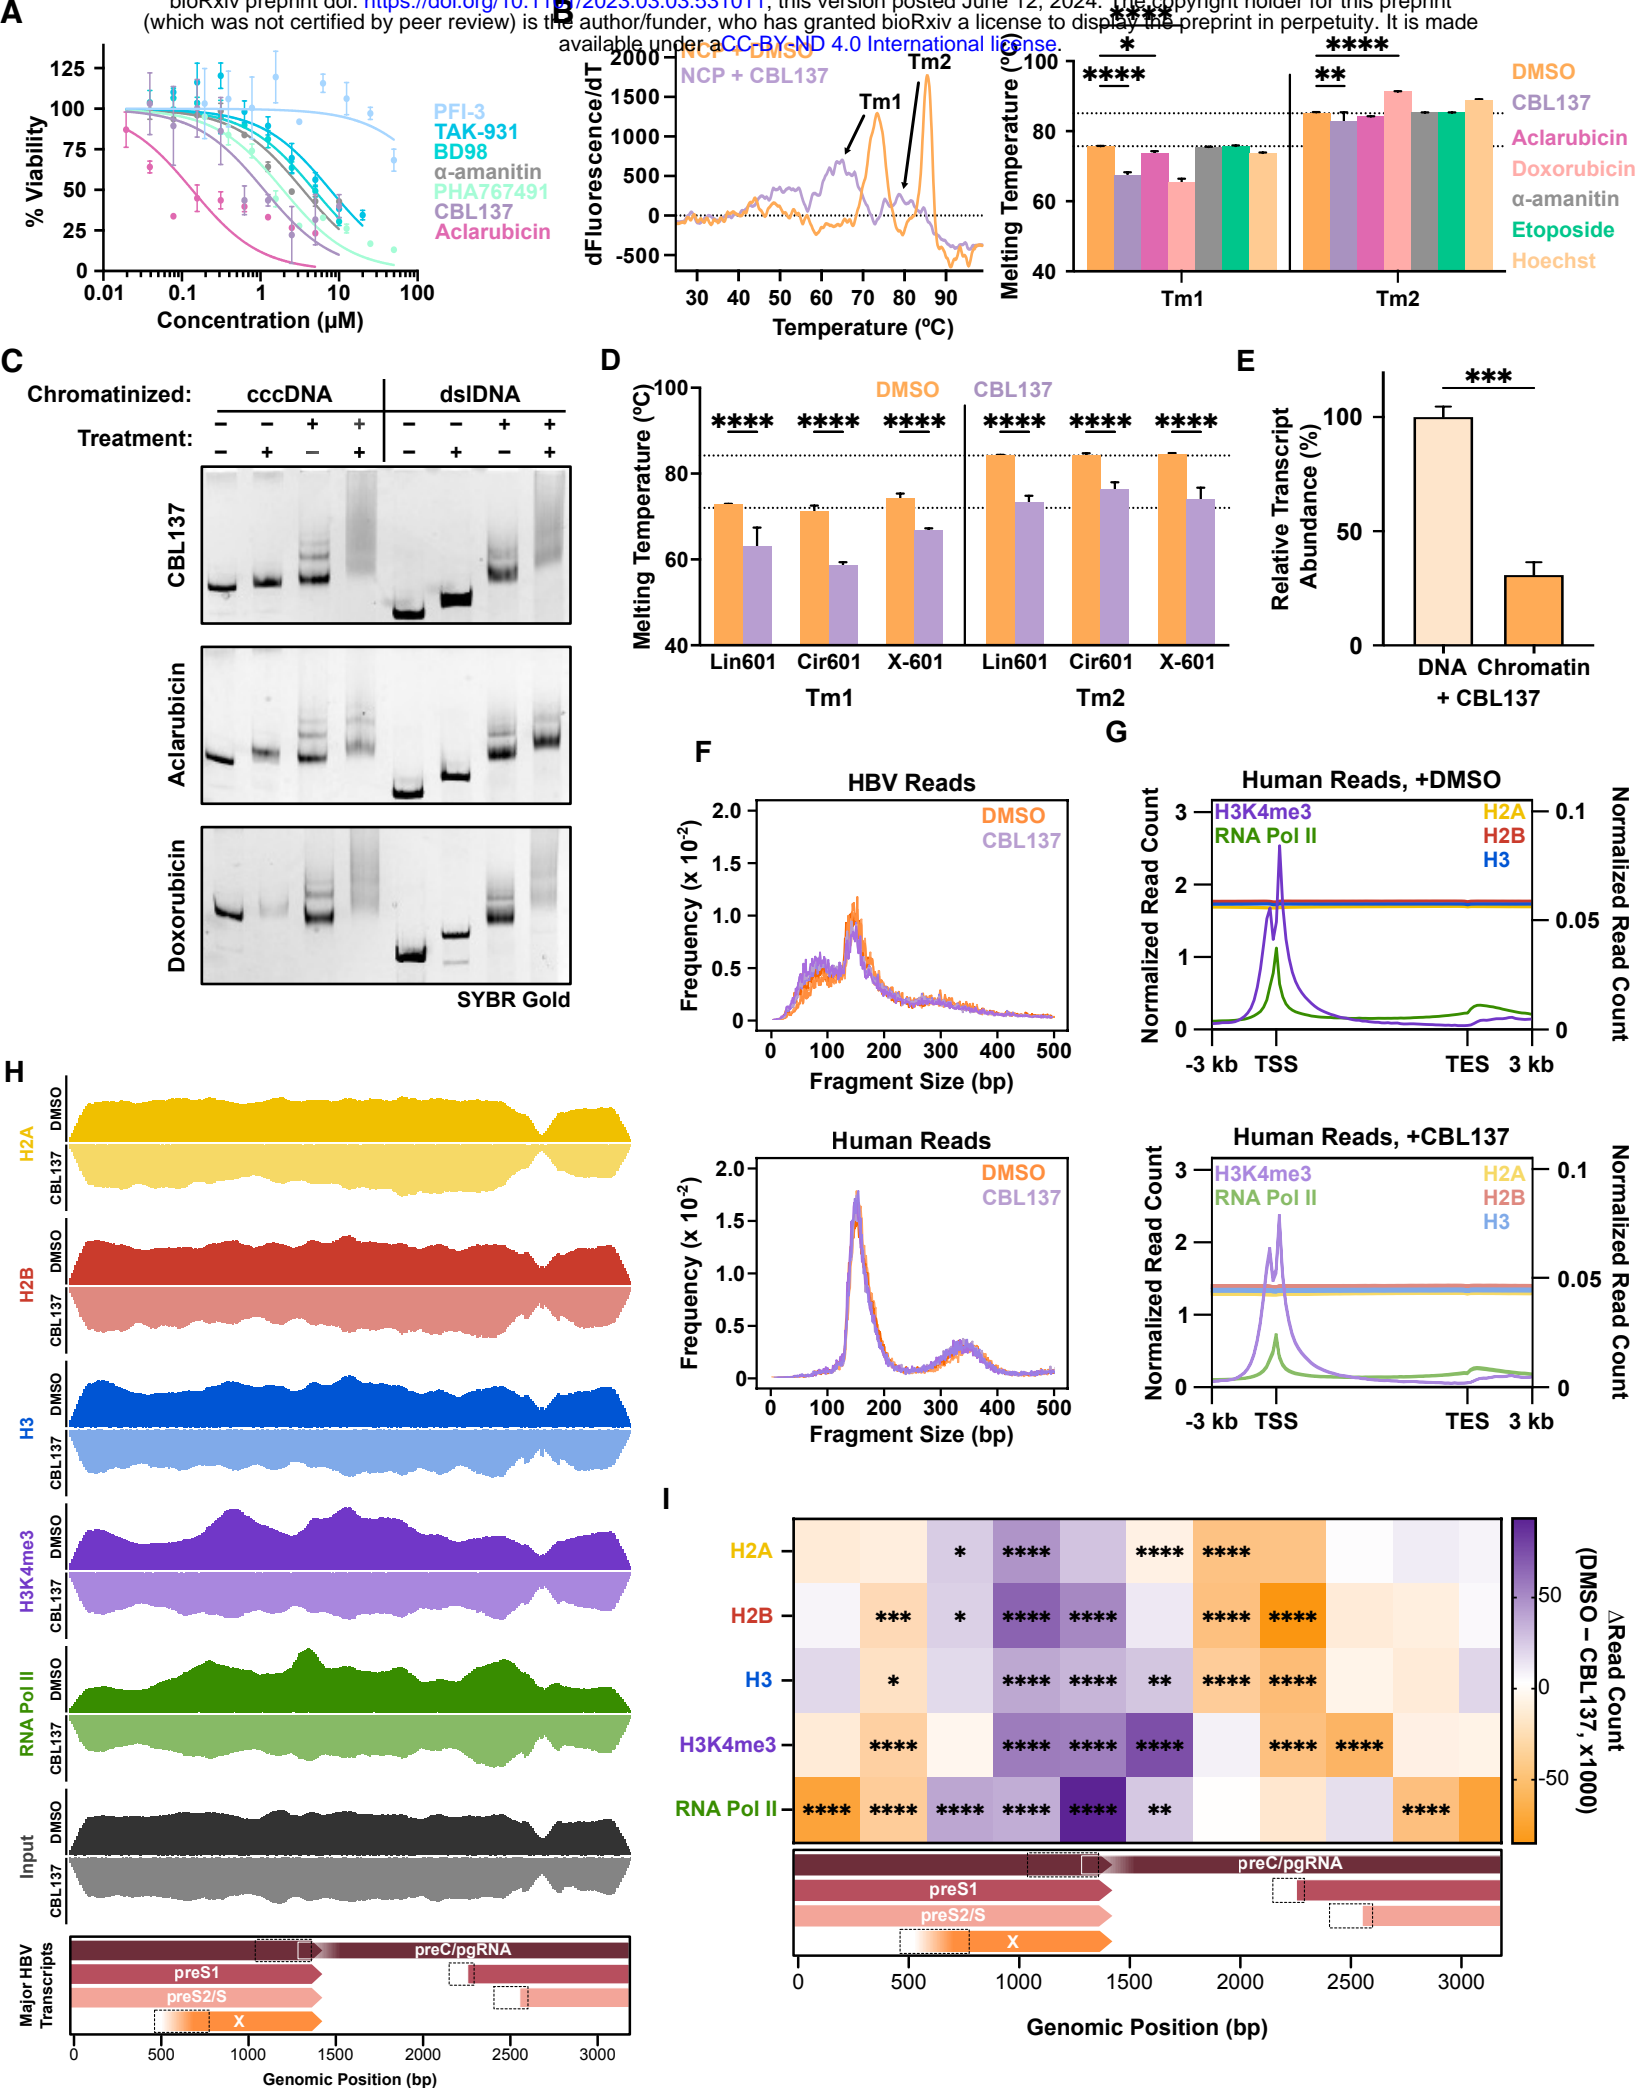 bioRxiv preprint doi: https://doi.org/10.1101/2023.03.03.531011; this version posted June 12, 2024. The copyright holder for this preprint
(which was not certified by peer review) is the author/funder, who has granted bioRxiv a license to display the preprint in perpetuity. It is made
available under aCC-BY-ND 4.0 International license.
A
% Viability
125
100
75
50
25
0
0.01 0.1 1 10 100
Concentration (µM)
PFI-3
TAK-931
BD98
α-amanitin
PHA767491
CBL137
Aclarubicin
B
NCP + DMSO
NCP + CBL137
Tm1
Tm2
dFluorescence/dT
2000
1500
1000
500
0
-500
30 40 50 60 70 80 90
Temperature (ºC)
Melting Temperature (ºC)
100
80
60
40
****
*
****
****
**
Tm1 Tm2
DMSO
CBL137
Aclarubicin
Doxorubicin
α-amanitin
Etoposide
Hoechst
C
Chromatinized:
cccDNA dslDNA
− − + + − − + +
Treatment:
− + − + − + − +
CBL137
Aclarubicin
Doxorubicin
SYBR Gold
D
DMSO CBL137
Melting Temperature (ºC)
100
80
60
40
**** **** **** **** **** ****
Lin601 Cir601 X-601 Lin601 Cir601 X-601
Tm1 Tm2
E
***
Relative Transcript
Abundance (%)
100
50
0
DNA Chromatin
+ CBL137
F
HBV Reads
DMSO
CBL137
Frequency (x 10-2)
2.0
1.5
1.0
0.5
0
0 100 200 300 400 500
Fragment Size (bp)
Human Reads
DMSO
CBL137
Frequency (x 10-2)
2.0
1.5
1.0
0.5
0
0 100 200 300 400 500
Fragment Size (bp)
G
Human Reads, +DMSO
H3K4me3
RNA Pol II
H2A
H2B
H3
Normalized Read Count
3
2
1
0
0.1
0.05
0
Normalized Read Count
-3 kb TSS TES 3 kb
Human Reads, +CBL137
H3K4me3
RNA Pol II
H2A
H2B
H3
Normalized Read Count
3
2
1
0
0.1
0.05
0
Normalized Read Count
-3 kb TSS TES 3 kb
H
H2A
DMSO
CBL137
H2B
DMSO
CBL137
H3
DMSO
CBL137
H3K4me3
DMSO
CBL137
RNA Pol II
DMSO
CBL137
Input
DMSO
CBL137
Major HBV
Transcripts
preC/pgRNA
preS1
preS2/S
X
0 500 1000 1500 2000 2500 3000
Genomic Position (bp)
I
H2A * **** **** ****
H2B *** * **** **** **** ****
H3 * **** **** ** **** ****
H3K4me3 **** **** **** **** **** ****
RNA Pol II **** **** **** **** **** ** ****
50
0
-50
ΔRead Count
(DMSO – CBL137, x1000)
preC/pgRNA
preS1
preS2/S
X
0 500 1000 1500 2000 2500 3000
Genomic Position (bp)